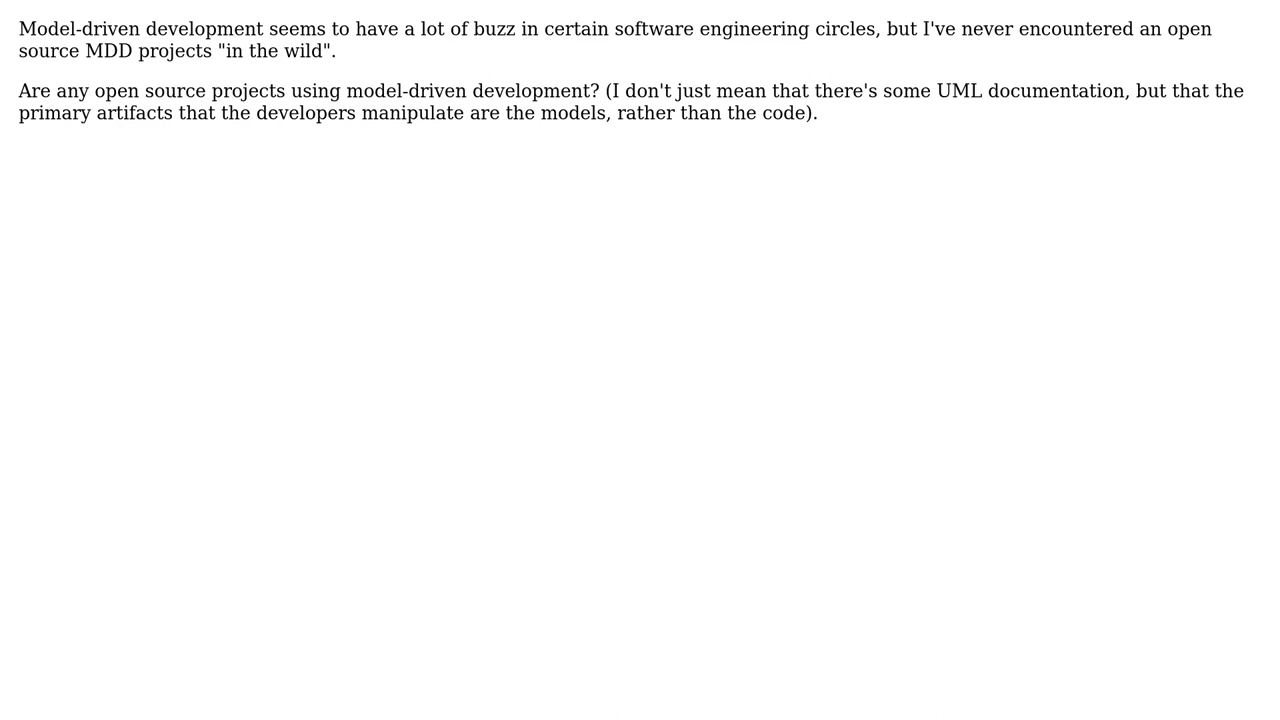 Model-driven development seems to have a lot of buzz in certain software engineering circles, but I've never encountered an open
source MDD projects "in the wild".
Are any open source projects using model-driven development? (I don't just mean that there's some UML documentation, but that the
primary artifacts that the developers manipulate are the models, rather than the code).